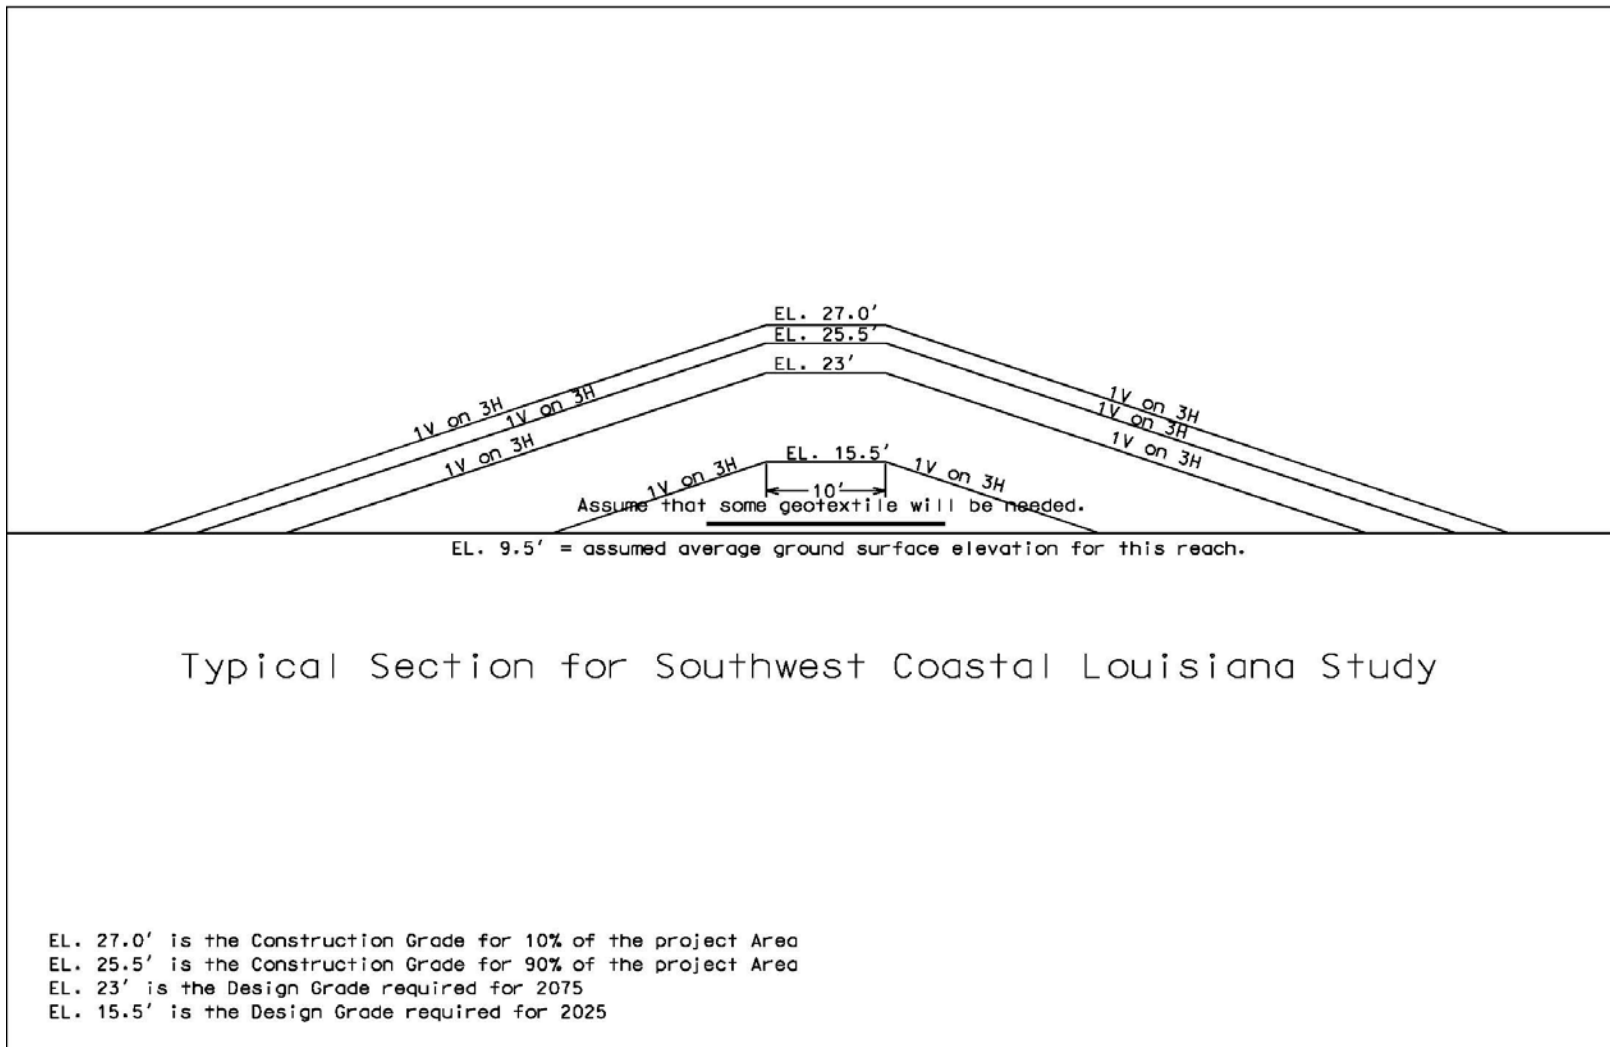 EL. 27.0'
EL. 25.5'
EL. 23'
1V on 3H
1V on 3H
1V on 3H
1V on 3H
1V on 3H
1V on 3H
EL. 15.5'
1V on 3H
1V on 3H
10'
Assume that some geotextile will be needed.
EL. 9.5' = assumed average ground surface elevation for this reach.
Typical Section for Southwest Coastal Louisiana Study
EL. 27.0' is the Construction Grade for 10% of the project Area
EL. 25.5' is the Construction Grade for 90% of the project Area
EL. 23' is the Design Grade required for 2075
EL. 15.5' is the Design Grade required for 2025